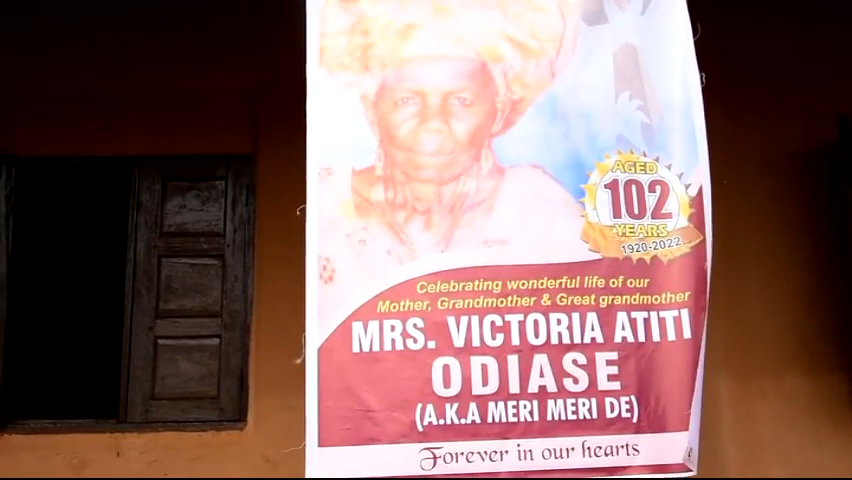 AGED
102
YEARS
1920-2022
Celebrating wonderful life of our
Mother, Grandmother & Great grandmother
MRS. VICTORIA ATITI
ODIASE
(A.K.A MERI MERI DE)
Forever in our hearts